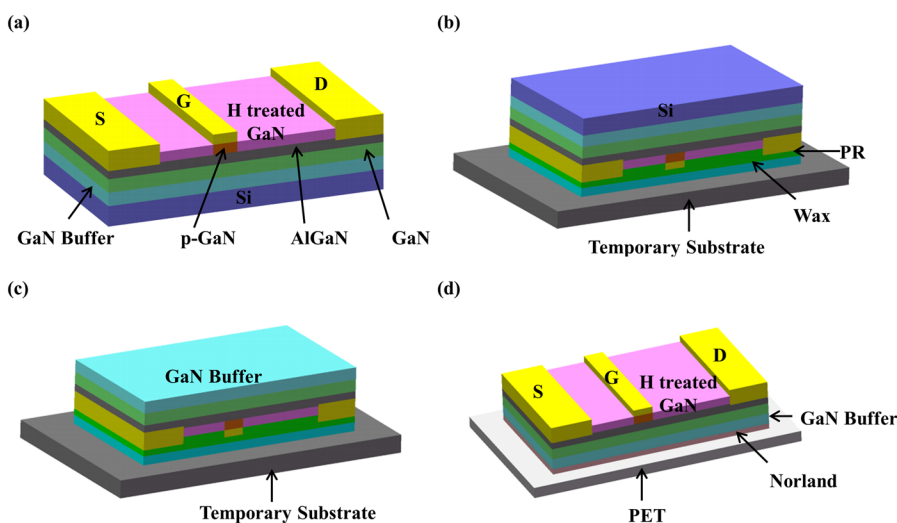 (a)
S
G
D
H treated
GaN
Si
GaN Buffer
p-GaN
AlGaN
GaN
(b)
Si
PR
Wax
Temporary Substrate
(c)
GaN Buffer
Temporary Substrate
(d)
S
G
D
H treated
GaN
GaN Buffer
Norland
PET